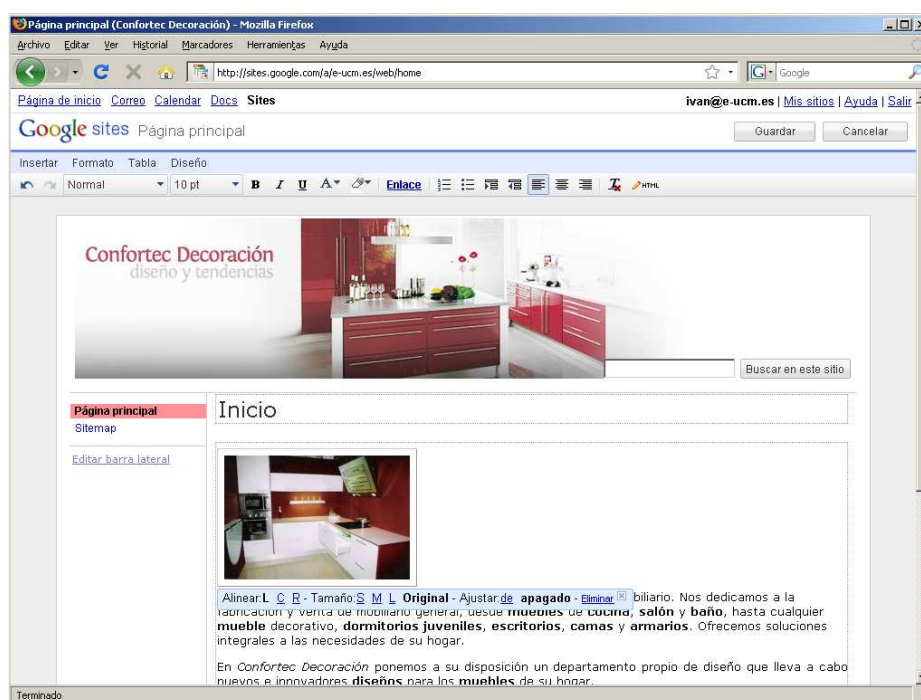 Página principal (Confortec Decoración) - Mozilla Firefox
Archivo Editar Ver Historial Marcadores Herramientas Ayuda
http://sites.google.com/a/e-ucm.es/web/home
Google
Página de inicio Correo Calendar Docs Sites
ivan@e-ucm.es | Mis sitios | Ayuda | Salir
Google sites Página principal
Guardar Cancelar
Insertar Formato Tabla Diseño
Normal 10 pt B I U A Enlace HTML
Confortec Decoración
diseño y tendencias
Buscar en este sitio
Página principal
Sitemap
Editar barra lateral
Inicio
Alinear:L C R - Tamaño:S M L Original - Ajustar:de apagado - Eliminar
biliario. Nos dedicamos a la
fabricación y venta de mobiliario general, desde muebles de cocina, salón y baño, hasta cualquier
mueble decorativo, dormitorios juveniles, escritorios, camas y armarios. Ofrecemos soluciones
integrales a las necesidades de su hogar.
En Confortec Decoración ponemos a su disposición un departamento propio de diseño que lleva a cabo
nuevos e innovadores diseños para los muebles de su hogar.
Terminado